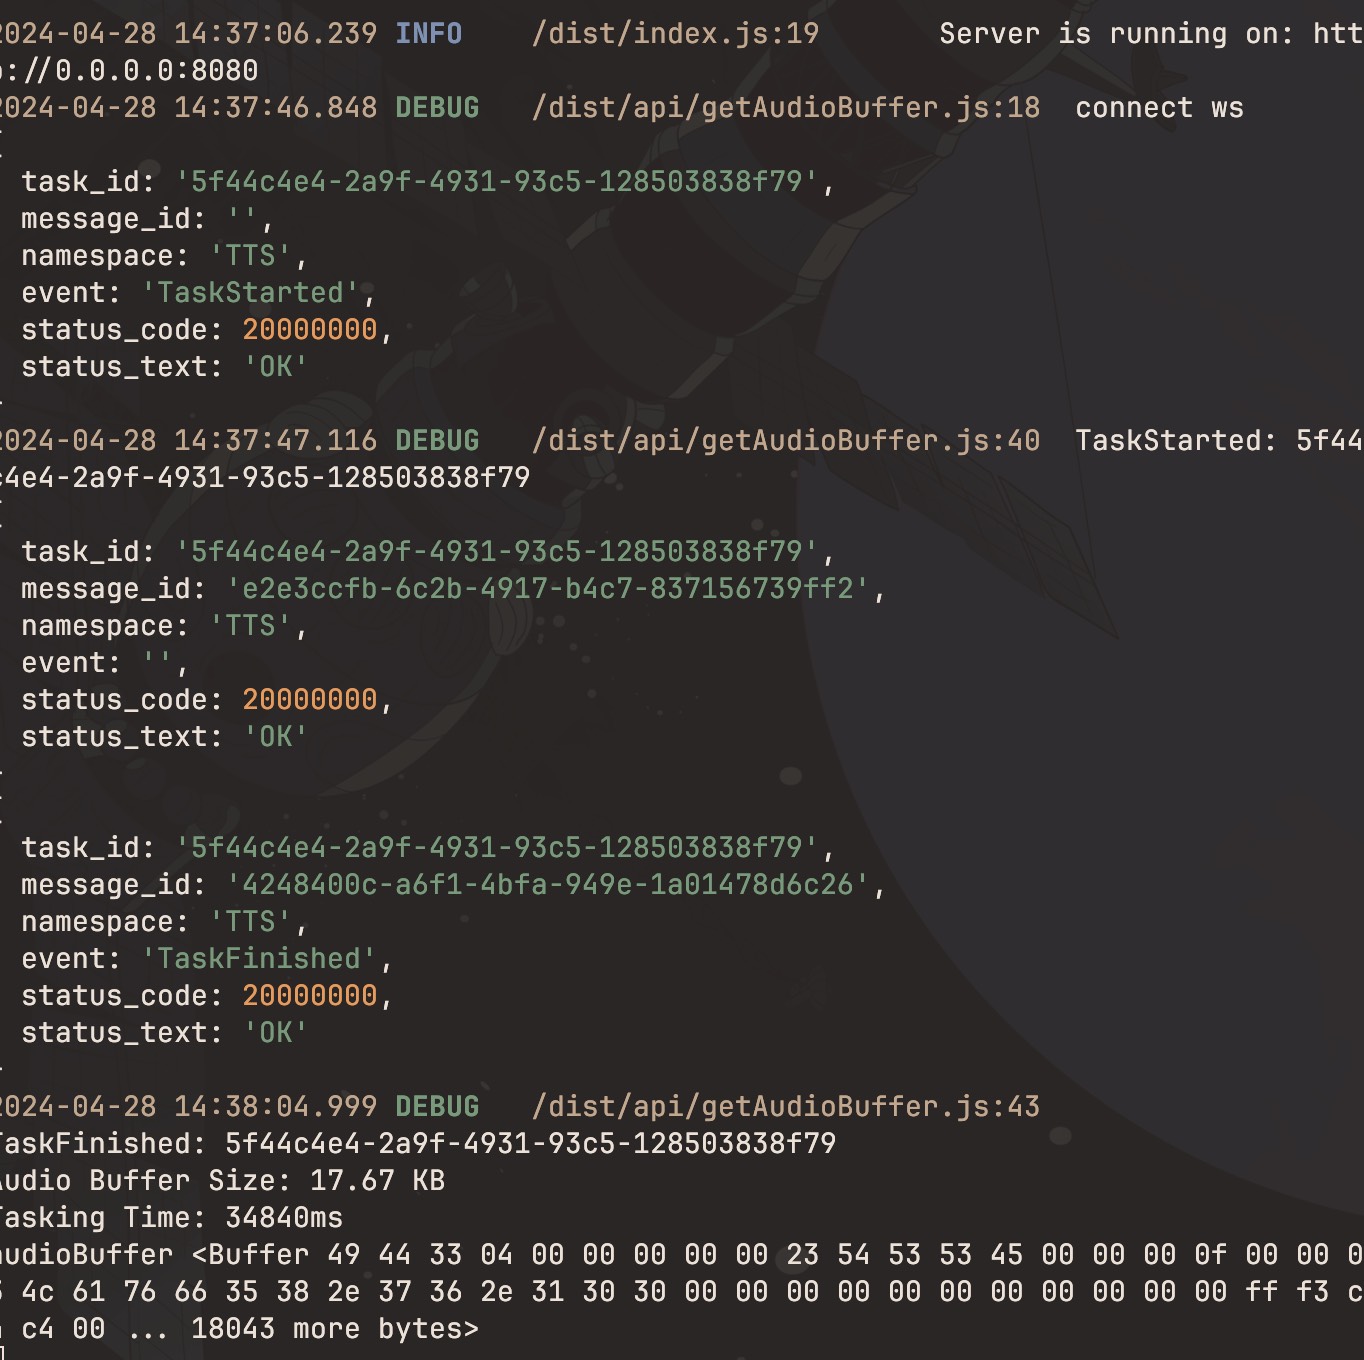 2024-04-28 14:37:06.239 INFO /dist/index.js:19 Server is running on: htt
p://0.0.0.0:8080
2024-04-28 14:37:46.848 DEBUG /dist/api/getAudioBuffer.js:18 connect ws
task_id: '5f44c4e4-2a9f-4931-93c5-128503838f79',
message_id: '',
namespace: 'TTS',
event: 'TaskStarted',
status_code: 20000000,
status_text: 'OK'
2024-04-28 14:37:47.116 DEBUG /dist/api/getAudioBuffer.js:40 TaskStarted: 5f44
c4e4-2a9f-4931-93c5-128503838f79
task_id: '5f44c4e4-2a9f-4931-93c5-128503838f79',
message_id: 'e2e3ccfb-6c2b-4917-b4c7-837156739ff2',
namespace: 'TTS',
event: '',
status_code: 20000000,
status_text: 'OK'
task_id: '5f44c4e4-2a9f-4931-93c5-128503838f79',
message_id: '4248400c-a6f1-4bfa-949e-1a01478d6c26',
namespace: 'TTS',
event: 'TaskFinished',
status_code: 20000000,
status_text: 'OK'
2024-04-28 14:38:04.999 DEBUG /dist/api/getAudioBuffer.js:43
TaskFinished: 5f44c4e4-2a9f-4931-93c5-128503838f79
Audio Buffer Size: 17.67 KB
Tasking Time: 34840ms
audioBuffer <Buffer 49 44 33 04 00 00 00 00 00 23 54 53 53 45 00 00 00 0f 00 00 0
4c 61 76 66 35 38 2e 37 36 2e 31 30 30 00 00 00 00 00 00 00 00 00 00 ff f3 c
c4 00 ... 18043 more bytes>